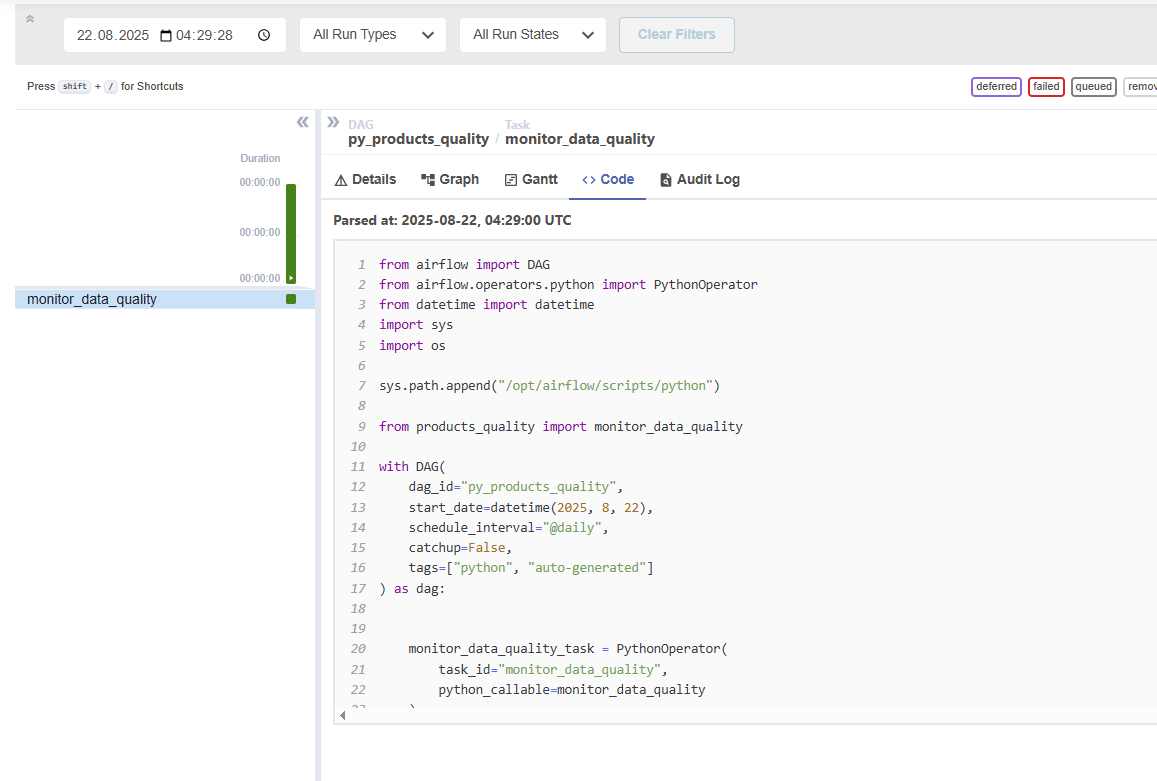 22.08.2025 04:29:28 All Run Types All Run States Clear Filters
Press shift + / for Shortcuts
deferred failed queued
DAG
py_products_quality / monitor_data_quality
Task
Duration
00:00:00
00:00:00
00:00:00
monitor_data_quality
Details Graph Gantt <> Code Audit Log
Parsed at: 2025-08-22, 04:29:00 UTC
1 from airflow import DAG
2 from airflow.operators.python import PythonOperator
3 from datetime import datetime
4 import sys
5 import os
6
7 sys.path.append("/opt/airflow/scripts/python")
8
9 from products_quality import monitor_data_quality
10
11 with DAG(
12     dag_id="py_products_quality",
13     start_date=datetime(2025, 8, 22),
14     schedule_interval="@daily",
15     catchup=False,
16     tags=["python", "auto-generated"]
17 ) as dag:
18
19
20     monitor_data_quality_task = PythonOperator(
21         task_id="monitor_data_quality",
22         python_callable=monitor_data_quality